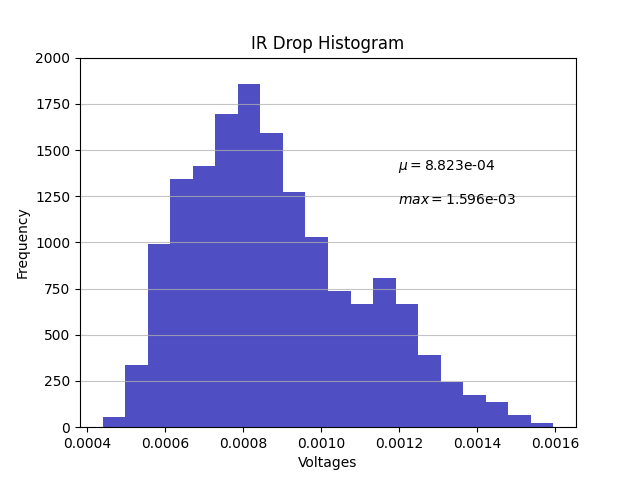 IR Drop Histogram
2000
1750
1500
1250
1000
750
500
250
0
Frequency
μ = 8.823e-04
max = 1.596e-03
0.0004 0.0006 0.0008 0.0010 0.0012 0.0014 0.0016
Voltages